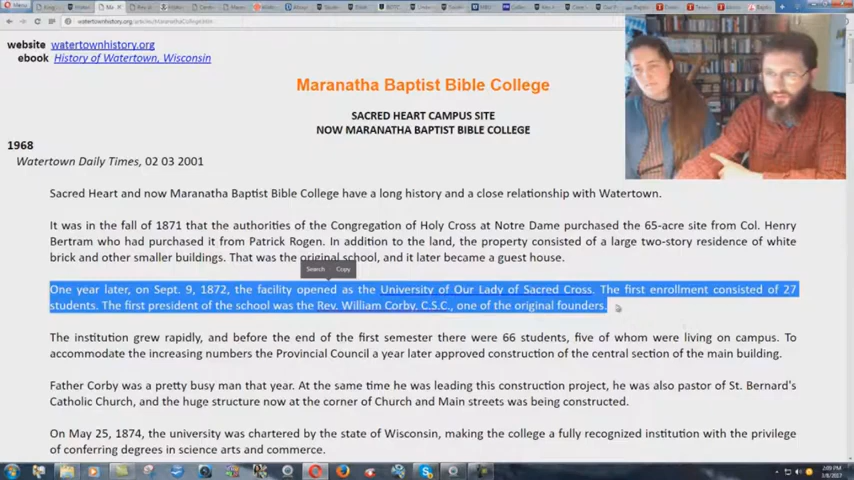 Menu
watertownhistory.org/articles/MaranathaCollege.htm
website watertownhistory.org
ebook History of Watertown, Wisconsin
Maranatha Baptist Bible College
SACRED HEART CAMPUS SITE
NOW MARANATHA BAPTIST BIBLE COLLEGE
1968
Watertown Daily Times, 02 03 2001
Sacred Heart and now Maranatha Baptist Bible College have a long history and a close relationship with Watertown.
It was in the fall of 1871 that the authorities of the Congregation of Holy Cross at Notre Dame purchased the 65-acre site from Col. Henry
Bertram who had purchased it from Patrick Rogen. In addition to the land, the property consisted of a large two-story residence of white
brick and other smaller buildings. That was the original school, and it later became a guest house.
Search Copy
One year later, on Sept. 9, 1872, the facility opened as the University of Our Lady of Sacred Cross. The first enrollment consisted of 27
students. The first president of the school was the Rev. William Corby. C.S.C., one of the original founders.
The institution grew rapidly, and before the end of the first semester there were 66 students, five of whom were living on campus. To
accommodate the increasing numbers the Provincial Council a year later approved construction of the central section of the main building.
Father Corby was a pretty busy man that year. At the same time he was leading this construction project, he was also pastor of St. Bernard's
Catholic Church, and the huge structure now at the corner of Church and Main streets was being constructed.
On May 25, 1874, the university was chartered by the state of Wisconsin, making the college a fully recognized institution with the privilege
of conferring degrees in science arts and commerce.
2:09 PM